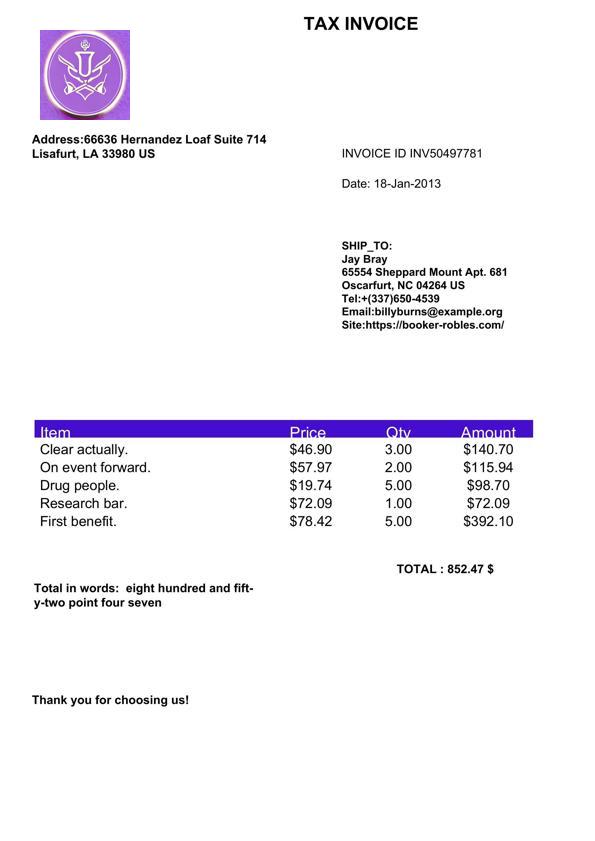 TAX INVOICE
Address:66636 Hernandez Loaf Suite 714
Lisafurt, LA 33980 US
INVOICE ID INV50497781
Date: 18-Jan-2013
SHIP_TO:
Jay Bray
65554 Sheppard Mount Apt. 681
Oscarfurt, NC 04264 US
Tel:+(337)650-4539
Email:billyburns@example.org
Site:https://booker-robles.com/
Item Price Qty Amount
Clear actually. $46.90 3.00 $140.70
On event forward. $57.97 2.00 $115.94
Drug people. $19.74 5.00 $98.70
Research bar. $72.09 1.00 $72.09
First benefit. $78.42 5.00 $392.10
TOTAL : 852.47 $
Total in words:  eight hundred and fift-
y-two point four seven
Thank you for choosing us!